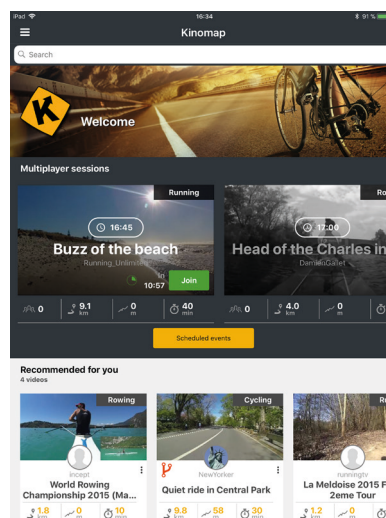 iPad 16:34 91 %
Kinomap
Search
Welcome
Multiplayer sessions
Running
16:45
Buzz of the beach
Running_Unlimited
in
10:57
Join
0 9.1 km 0 m 40 min
17:00
Head of the Charles in
DamienGallet
0 4.0 km 0 m
Scheduled events
Recommended for you
4 videos
Rowing
incept
World Rowing
Championship 2015 (Ma...
1.8 km 0 m 10 min
Cycling
NewYorker
Quiet ride in Central Park
9.8 km 58 m 30 min
runningtv
La Meldoise 2015 F
2eme Tour
1.2 km 0 m